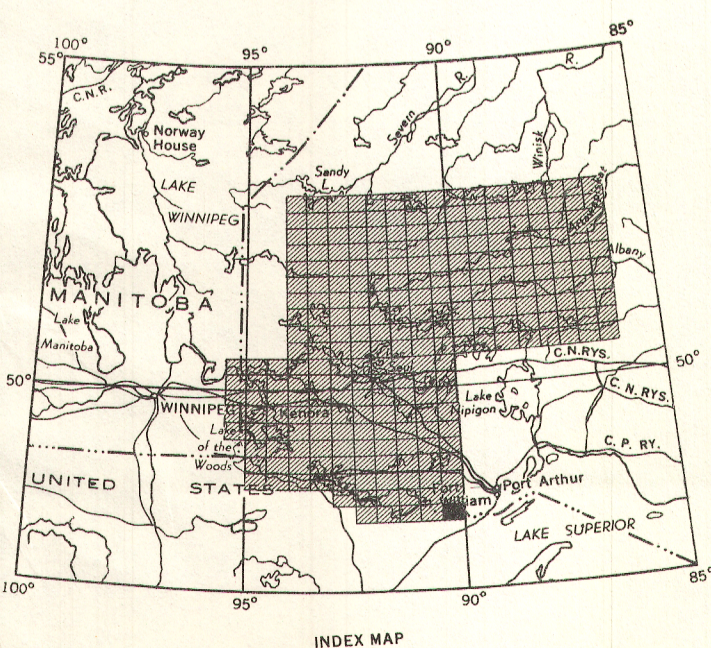 100°
95°
90°
85°
55°
C.N.R.
R.
R.
Norway
House
Severn
Winisk
Sandy
L.
LAKE
WINNIPEG
Attawapiskat
Albany
MANITOBA
Lake
Manitoba
Lac
Seul
C.N.RYS.
50°
50°
C.N.RYS.
WINNIPEG
Kenora
Lake
Nipigon
Lake
of the
Woods
C. P. RY.
UNITED STATES
Fort
William
Port Arthur
LAKE SUPERIOR
100°
95°
90°
85°
INDEX MAP